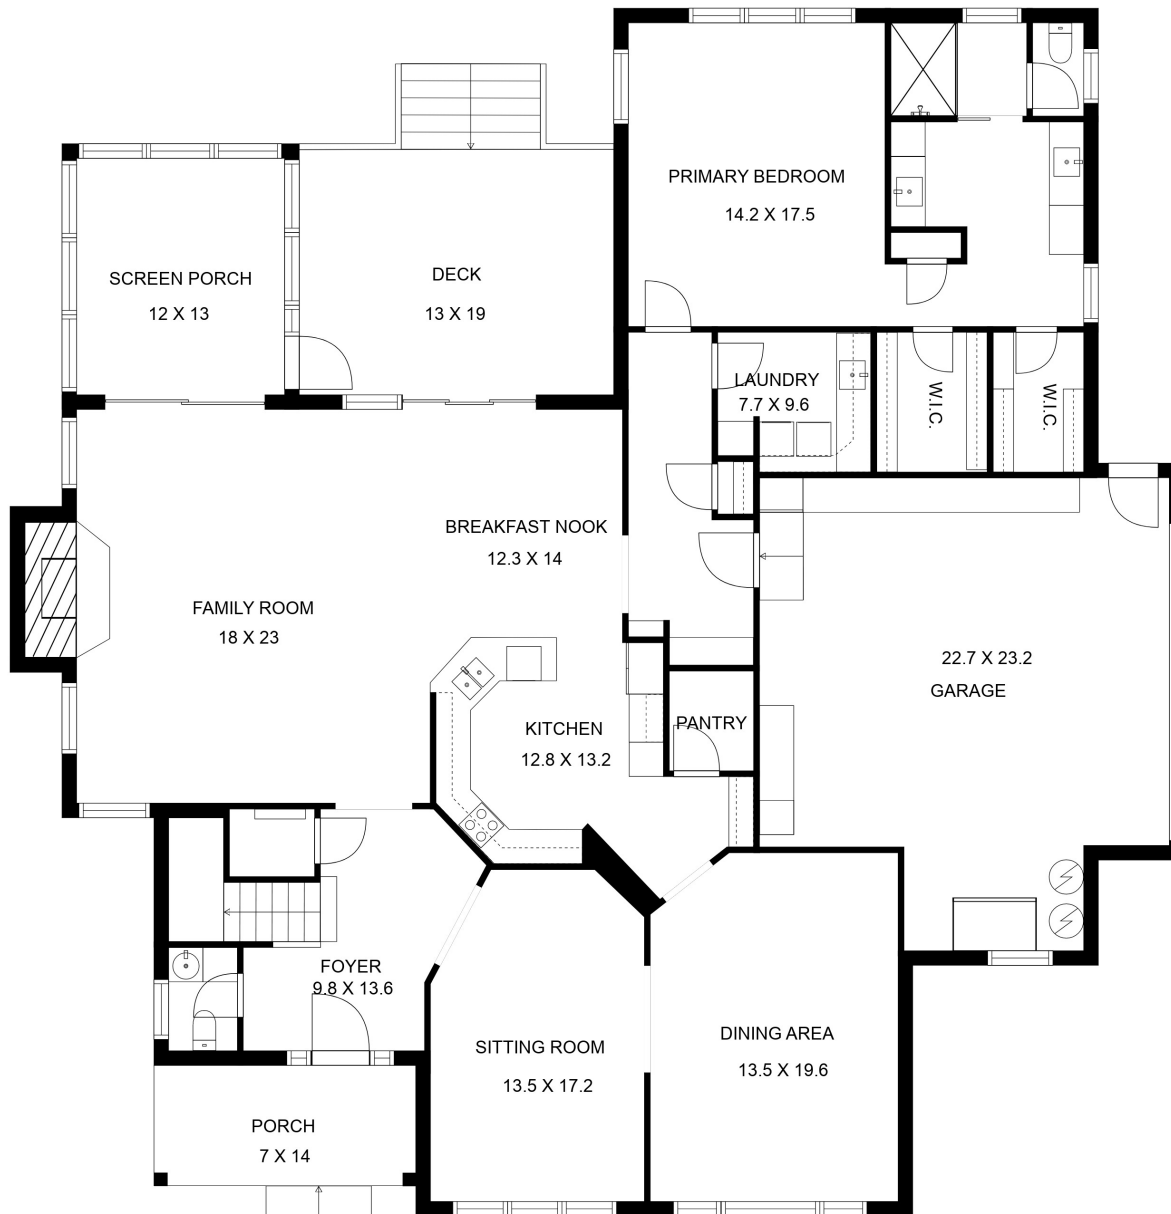 PRIMARY BEDROOM
14.2 X 17.5
SCREEN PORCH
12 X 13
DECK
13 X 19
LAUNDRY
7.7 X 9.6
W.I.C.
W.I.C.
BREAKFAST NOOK
12.3 X 14
FAMILY ROOM
18 X 23
22.7 X 23.2
GARAGE
KITCHEN
12.8 X 13.2
PANTRY
FOYER
9.8 X 13.6
SITTING ROOM
13.5 X 17.2
DINING AREA
13.5 X 19.6
PORCH
7 X 14